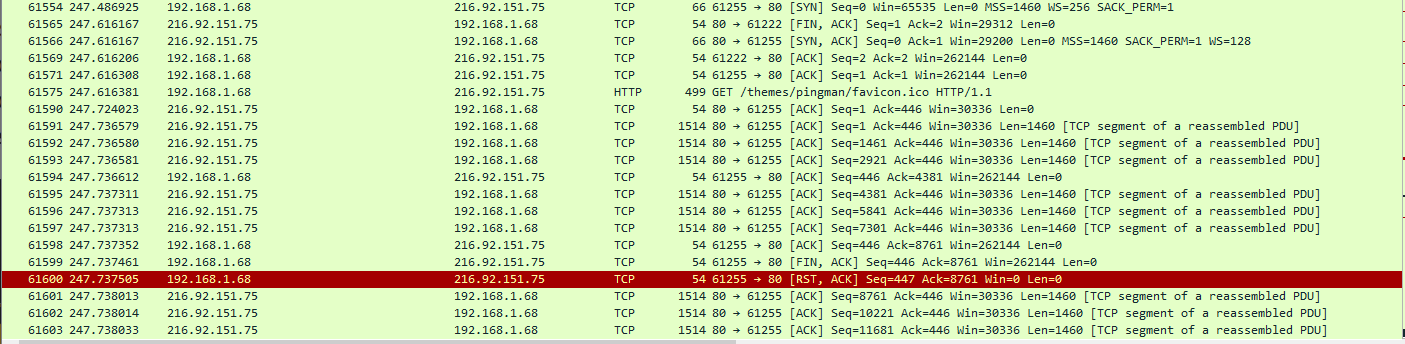 61554 247.486925 192.168.1.68 216.92.151.75 TCP 66 61255 → 80 [SYN] Seq=0 Win=65535 Len=0 MSS=1460 WS=256 SACK_PERM=1
61565 247.616167 216.92.151.75 192.168.1.68 TCP 54 80 → 61222 [FIN, ACK] Seq=1 Ack=2 Win=29312 Len=0
61566 247.616167 216.92.151.75 192.168.1.68 TCP 66 80 → 61255 [SYN, ACK] Seq=0 Ack=1 Win=29200 Len=0 MSS=1460 SACK_PERM=1 WS=128
61569 247.616206 192.168.1.68 216.92.151.75 TCP 54 61222 → 80 [ACK] Seq=2 Ack=2 Win=262144 Len=0
61571 247.616308 192.168.1.68 216.92.151.75 TCP 54 61255 → 80 [ACK] Seq=1 Ack=1 Win=262144 Len=0
61575 247.616381 192.168.1.68 216.92.151.75 HTTP 499 GET /themes/pingman/favicon.ico HTTP/1.1
61590 247.724023 216.92.151.75 192.168.1.68 TCP 54 80 → 61255 [ACK] Seq=1 Ack=446 Win=30336 Len=0
61591 247.736579 216.92.151.75 192.168.1.68 TCP 1514 80 → 61255 [ACK] Seq=1 Ack=446 Win=30336 Len=1460 [TCP segment of a reassembled PDU]
61592 247.736580 216.92.151.75 192.168.1.68 TCP 1514 80 → 61255 [ACK] Seq=1461 Ack=446 Win=30336 Len=1460 [TCP segment of a reassembled PDU]
61593 247.736581 216.92.151.75 192.168.1.68 TCP 1514 80 → 61255 [ACK] Seq=2921 Ack=446 Win=30336 Len=1460 [TCP segment of a reassembled PDU]
61594 247.736612 192.168.1.68 216.92.151.75 TCP 54 61255 → 80 [ACK] Seq=446 Ack=4381 Win=262144 Len=0
61595 247.737311 216.92.151.75 192.168.1.68 TCP 1514 80 → 61255 [ACK] Seq=4381 Ack=446 Win=30336 Len=1460 [TCP segment of a reassembled PDU]
61596 247.737313 216.92.151.75 192.168.1.68 TCP 1514 80 → 61255 [ACK] Seq=5841 Ack=446 Win=30336 Len=1460 [TCP segment of a reassembled PDU]
61597 247.737313 216.92.151.75 192.168.1.68 TCP 1514 80 → 61255 [ACK] Seq=7301 Ack=446 Win=30336 Len=1460 [TCP segment of a reassembled PDU]
61598 247.737352 192.168.1.68 216.92.151.75 TCP 54 61255 → 80 [ACK] Seq=446 Ack=8761 Win=262144 Len=0
61599 247.737461 192.168.1.68 216.92.151.75 TCP 54 61255 → 80 [FIN, ACK] Seq=446 Ack=8761 Win=262144 Len=0
61600 247.737505 192.168.1.68 216.92.151.75 TCP 54 61255 → 80 [RST, ACK] Seq=447 Ack=8761 Win=0 Len=0
61601 247.738013 216.92.151.75 192.168.1.68 TCP 1514 80 → 61255 [ACK] Seq=8761 Ack=446 Win=30336 Len=1460 [TCP segment of a reassembled PDU]
61602 247.738014 216.92.151.75 192.168.1.68 TCP 1514 80 → 61255 [ACK] Seq=10221 Ack=446 Win=30336 Len=1460 [TCP segment of a reassembled PDU]
61603 247.738033 216.92.151.75 192.168.1.68 TCP 1514 80 → 61255 [ACK] Seq=11681 Ack=446 Win=30336 Len=1460 [TCP segment of a reassembled PDU]